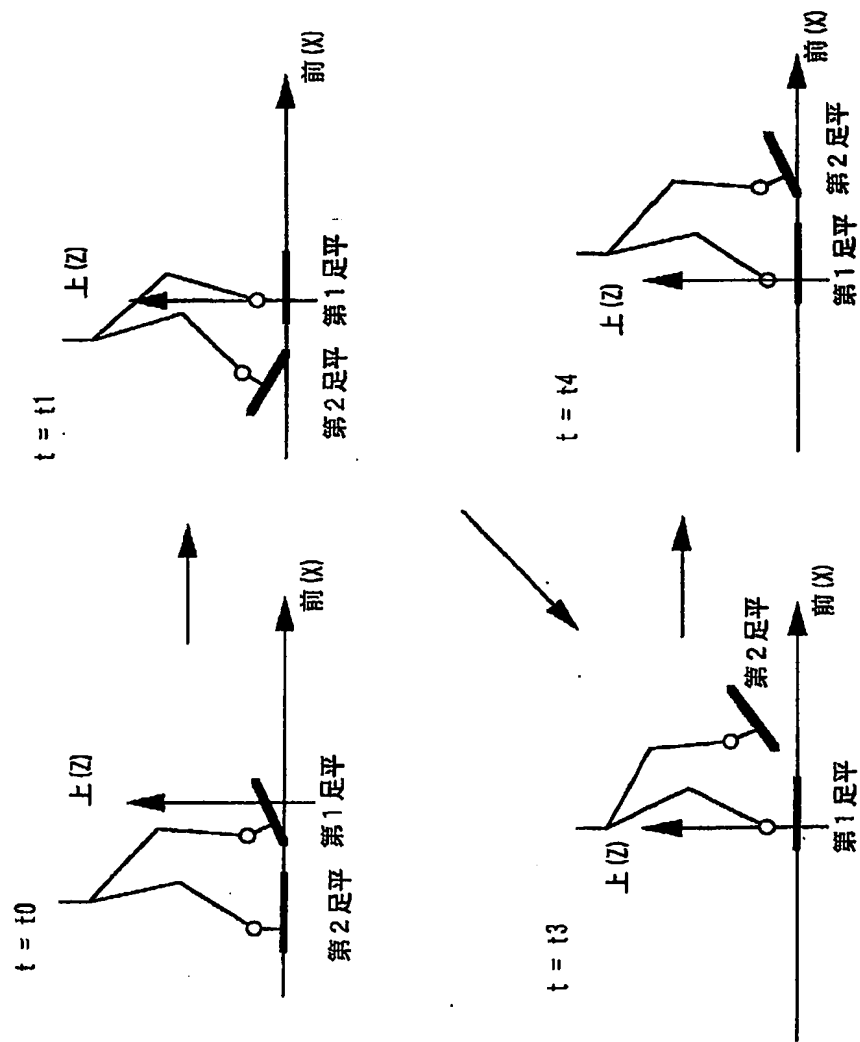 t = t0
上(Z)
前(X)
第2足平
第1足平
t = t1
上(Z)
前(X)
第2足平
第1足平
t = t3
上(Z)
前(X)
第1足平
第2足平
t = t4
上(Z)
前(X)
第1足平
第2足平